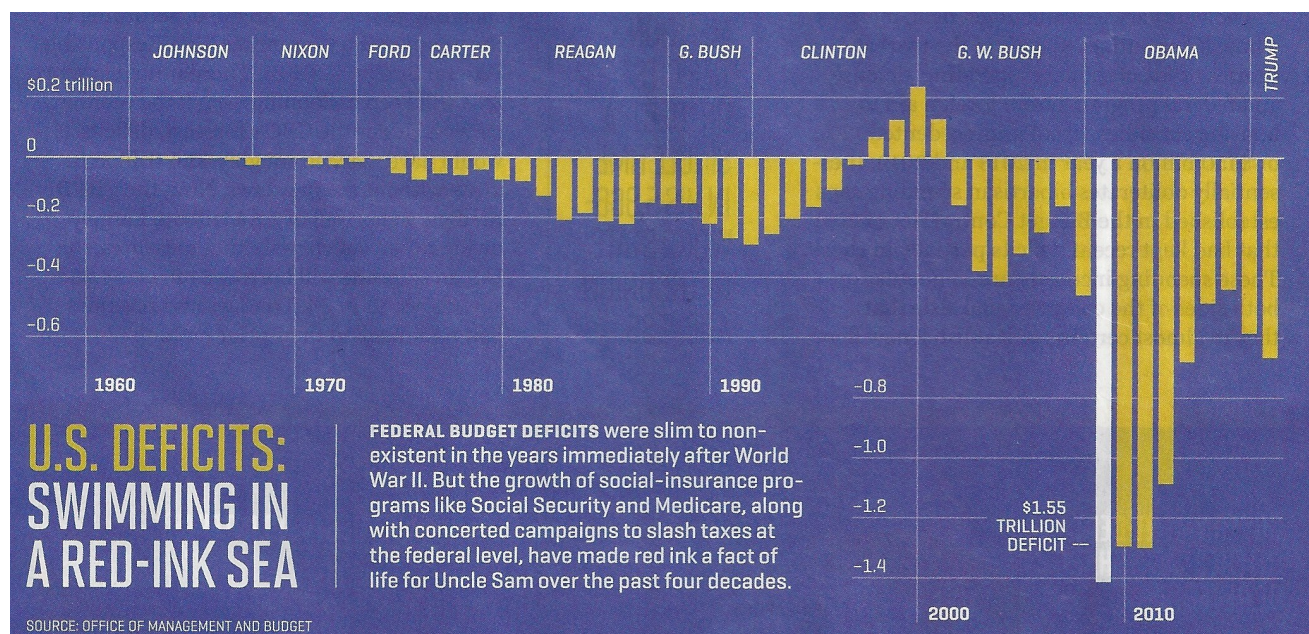 JOHNSON NIXON FORD CARTER REAGAN G. BUSH CLINTON G. W. BUSH OBAMA TRUMP
$0.2 trillion
0
−0.2
−0.4
−0.6
1960 1970 1980 1990
−0.8
−1.0
−1.2
−1.4
$1.55
TRILLION
DEFICIT
2000 2010
U.S. DEFICITS:
SWIMMING IN
A RED-INK SEA
FEDERAL BUDGET DEFICITS were slim to non-
existent in the years immediately after World
War II. But the growth of social-insurance pro-
grams like Social Security and Medicare, along
with concerted campaigns to slash taxes at
the federal level, have made red ink a fact of
life for Uncle Sam over the past four decades.
SOURCE: OFFICE OF MANAGEMENT AND BUDGET